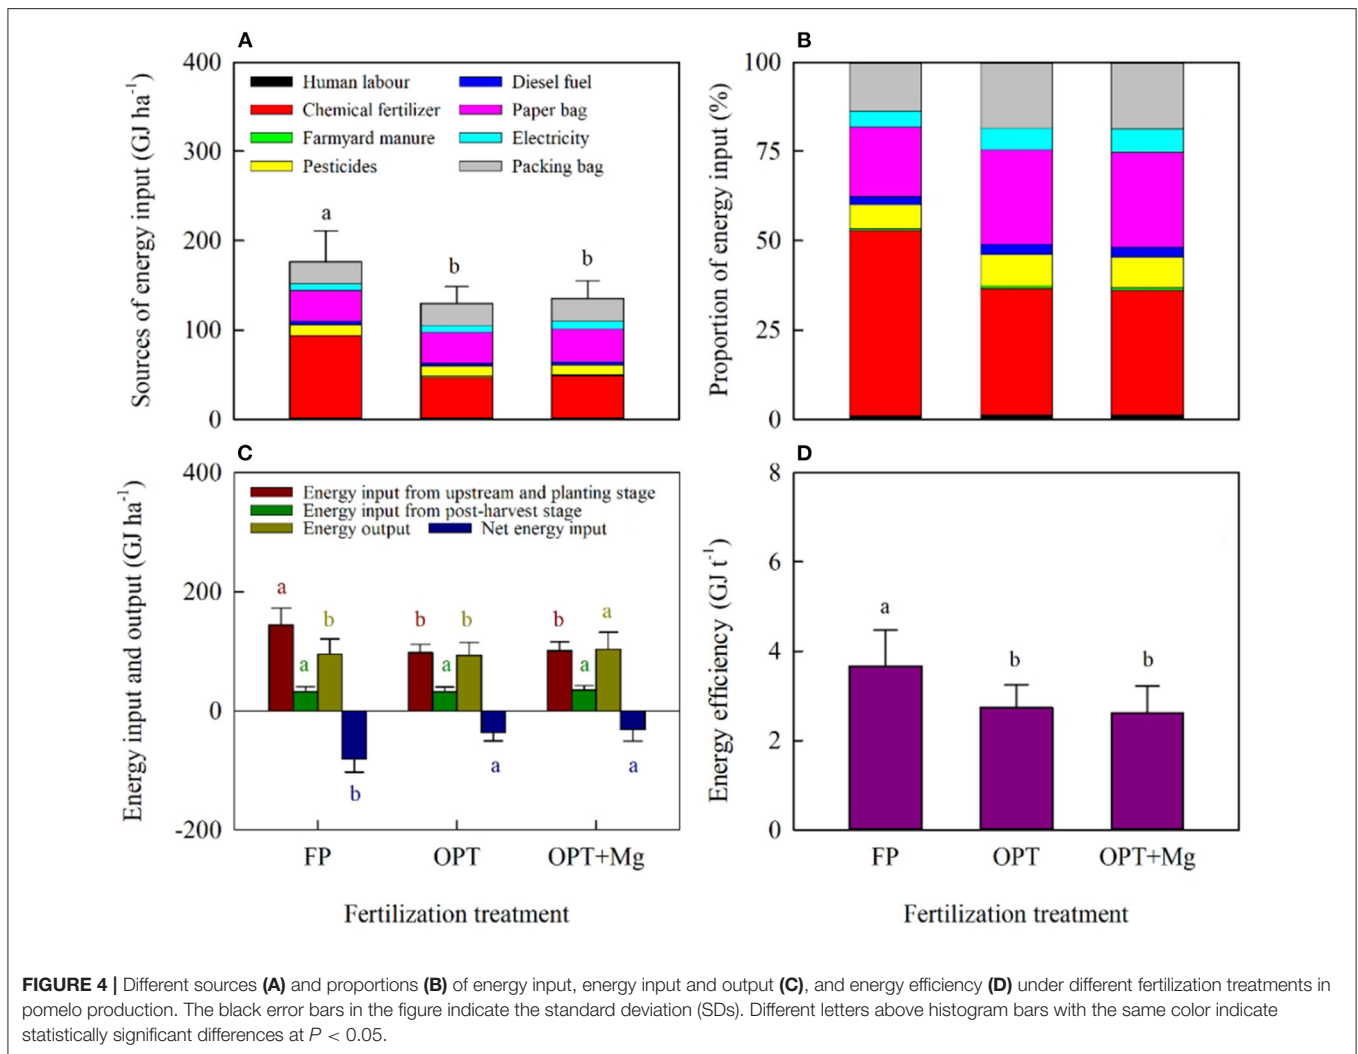 A
400
300
200
100
0
Sources of energy input (GJ ha-1)
Human labour
Chemical fertilizer
Farmyard manure
Pesticides
Diesel fuel
Paper bag
Electricity
Packing bag
a
b
b
B
100
75
50
25
0
Proportion of energy input (%)
C
400
200
0
-200
Energy input and output (GJ ha-1)
Energy input from upstream and planting stage
Energy input from post-harvest stage
Energy output Net energy input
a
a
b
b
b
a
b
a
b
a
a
a
FP OPT OPT+Mg
Fertilization treatment
D
8
6
4
2
0
Energy effciency (GJ t-1)
a
b
b
FP OPT OPT+Mg
Fertilization treatment
FIGURE 4 | Different sources (A) and proportions (B) of energy input, energy input and output (C), and energy efficiency (D) under different fertilization treatments in
pomelo production. The black error bars in the figure indicate the standard deviation (SDs). Different letters above histogram bars with the same color indicate
statistically significant differences at P < 0.05.